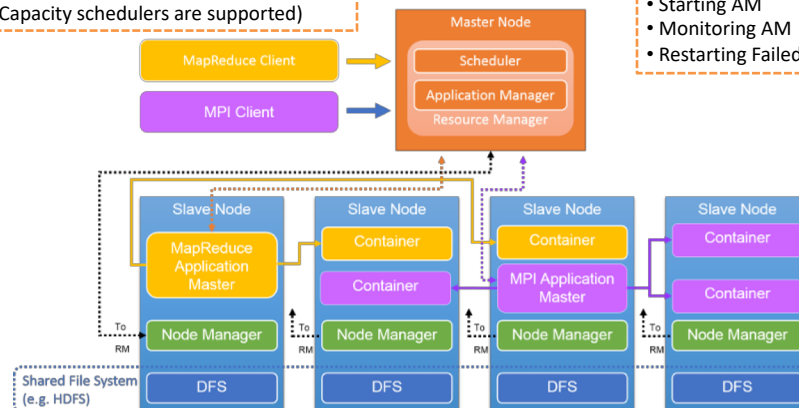 Capacity schedulers are supported)
• Starting AM
• Monitoring AM
• Restarting Failed
Master Node
MapReduce Client
Scheduler
MPI Client
Application Manager
Resource Manager
Slave Node
Slave Node
Slave Node
Slave Node
MapReduce
Application
Master
Container
Container
Container
Container
MPI Application
Master
Container
To
RM
Node Manager
To
RM
Node Manager
To
RM
Node Manager
To
RM
Node Manager
Shared File System
(e.g. HDFS)
DFS
DFS
DFS
DFS